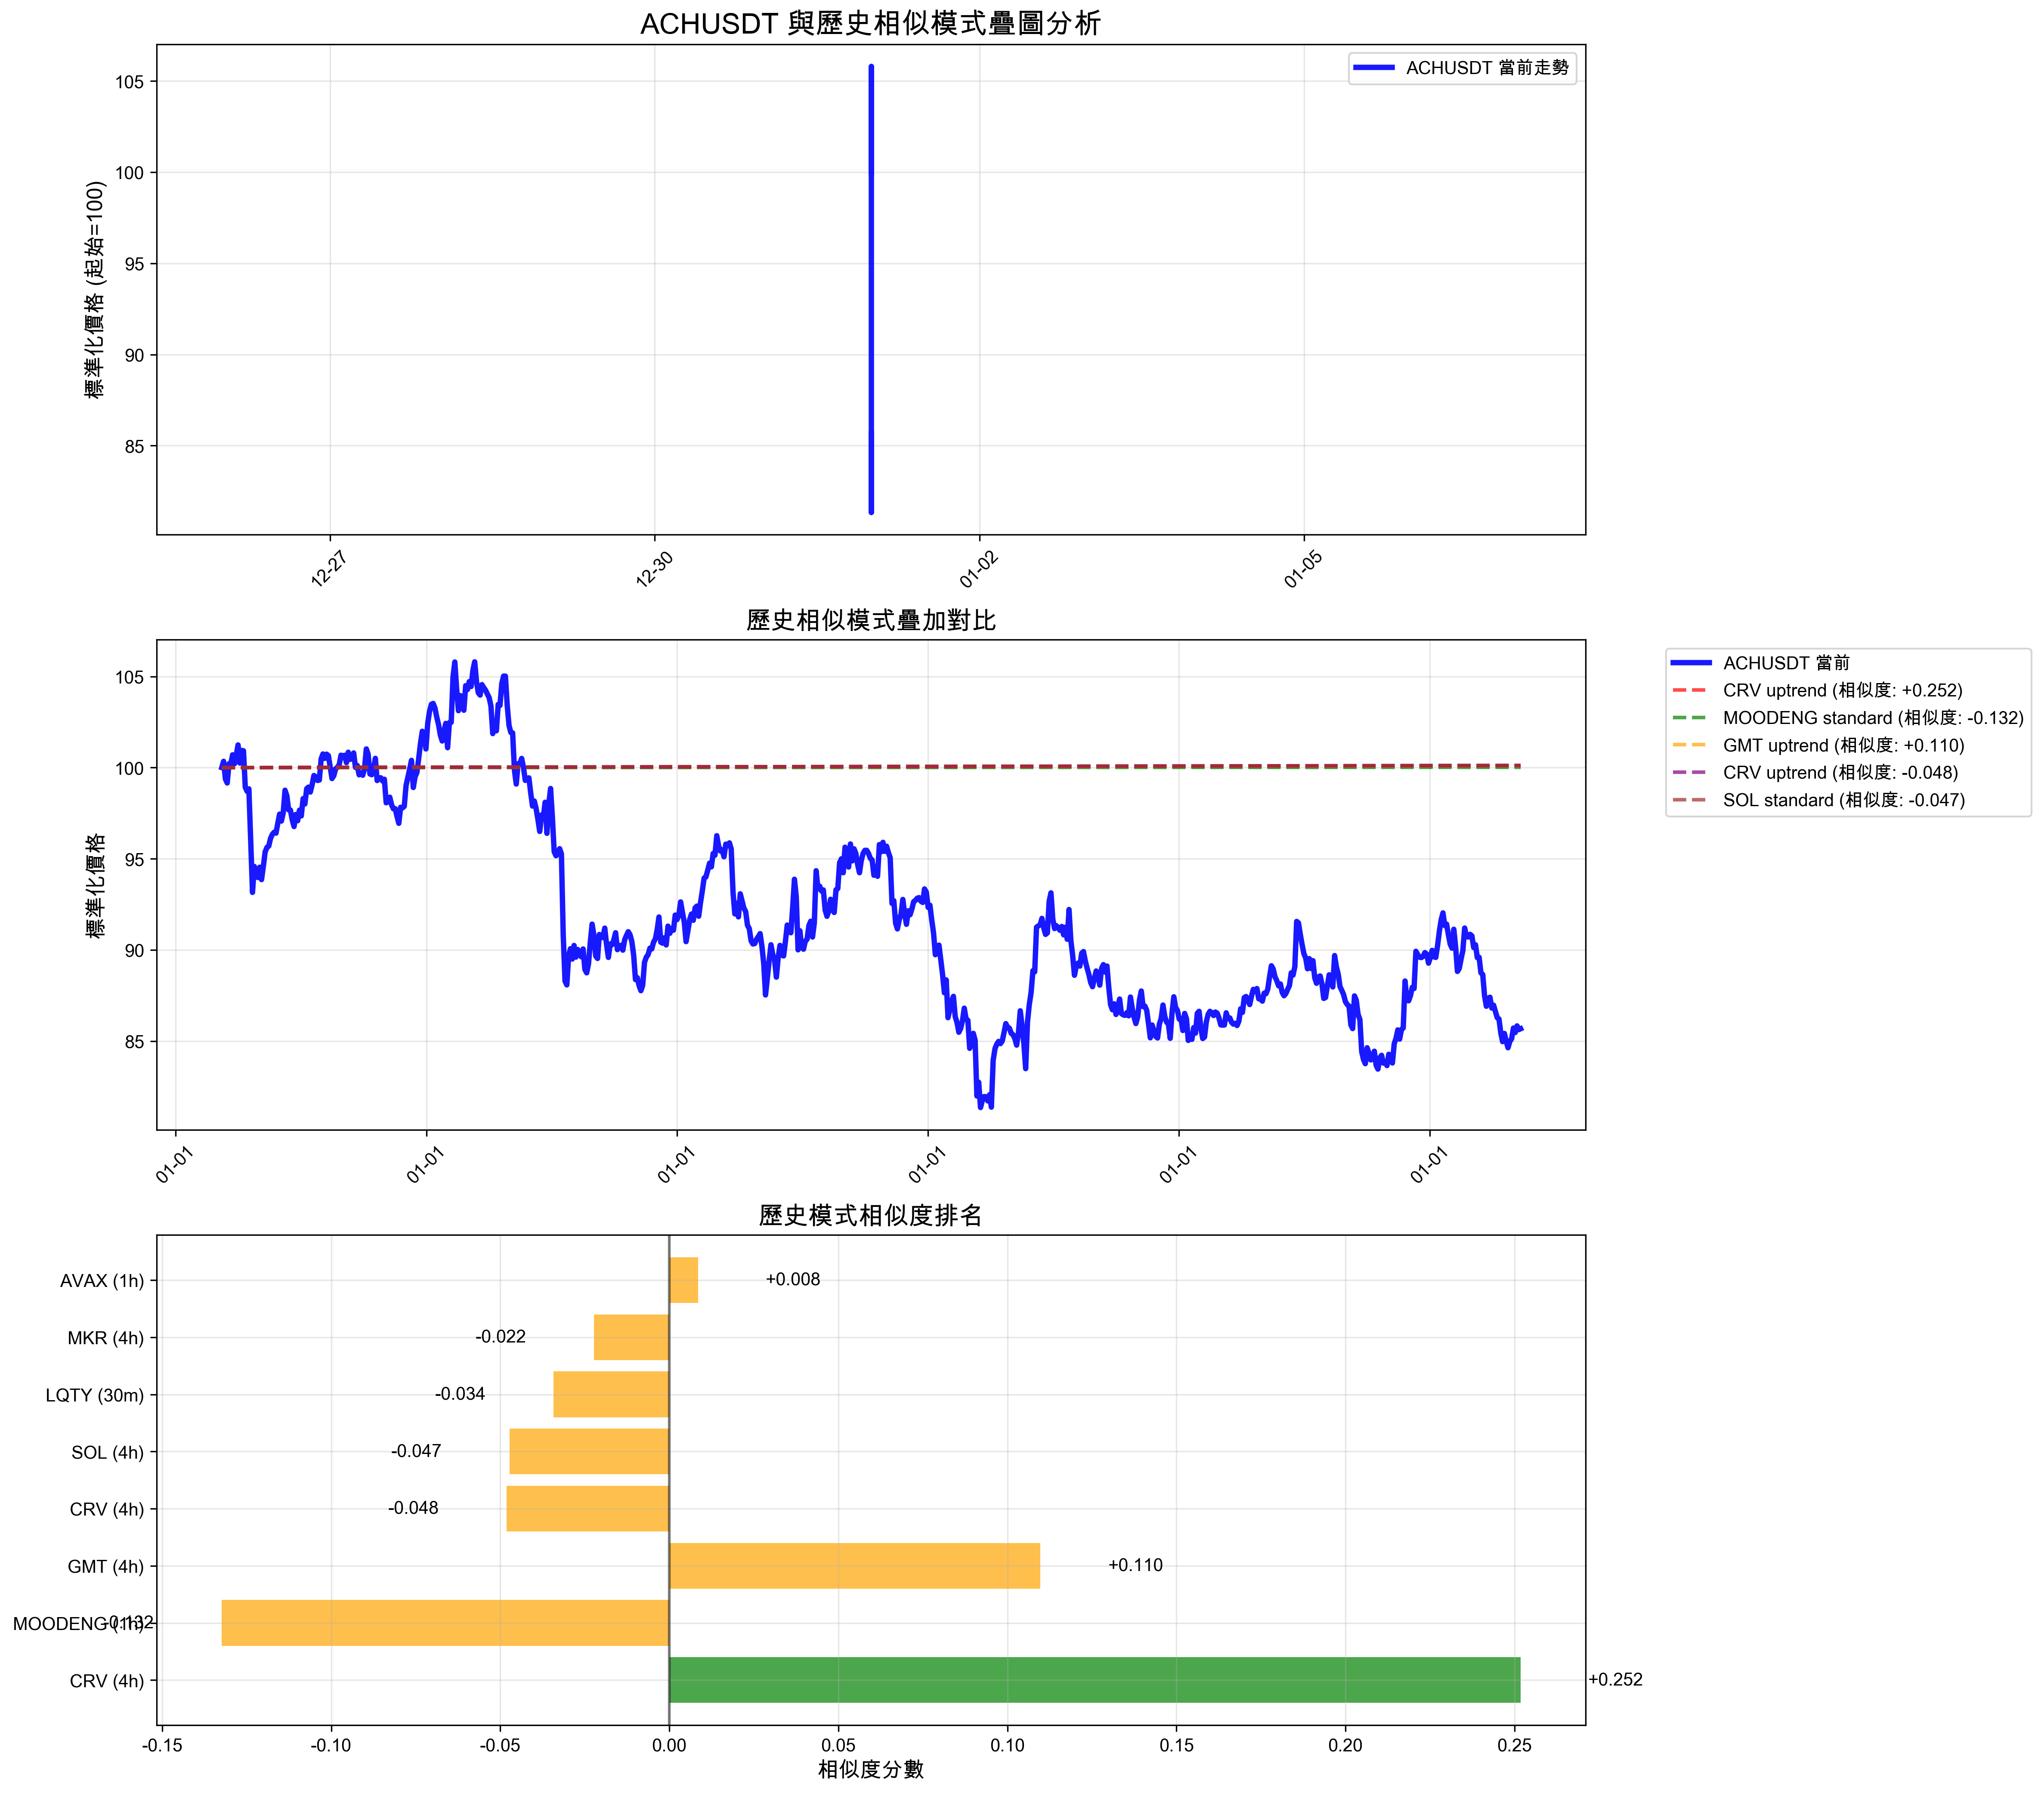 ACHUSDT 與歷史相似模式疊圖分析
ACHUSDT 當前走勢
標準化價格 (起始=100)
105
100
95
90
85
12-27
12-30
01-02
01-05
歷史相似模式疊加對比
ACHUSDT 當前
CRV uptrend (相似度: +0.252)
MOODENG standard (相似度: -0.132)
GMT uptrend (相似度: +0.110)
CRV uptrend (相似度: -0.048)
SOL standard (相似度: -0.047)
標準化價格
105
100
95
90
85
01-01
01-01
01-01
01-01
01-01
01-01
歷史模式相似度排名
AVAX (1h)
+0.008
MKR (4h)
-0.022
LQTY (30m)
-0.034
SOL (4h)
-0.047
CRV (4h)
-0.048
GMT (4h)
+0.110
MOODENG (1h)
-0.132
CRV (4h)
+0.252
-0.15
-0.10
-0.05
0.00
0.05
0.10
0.15
0.20
0.25
相似度分數